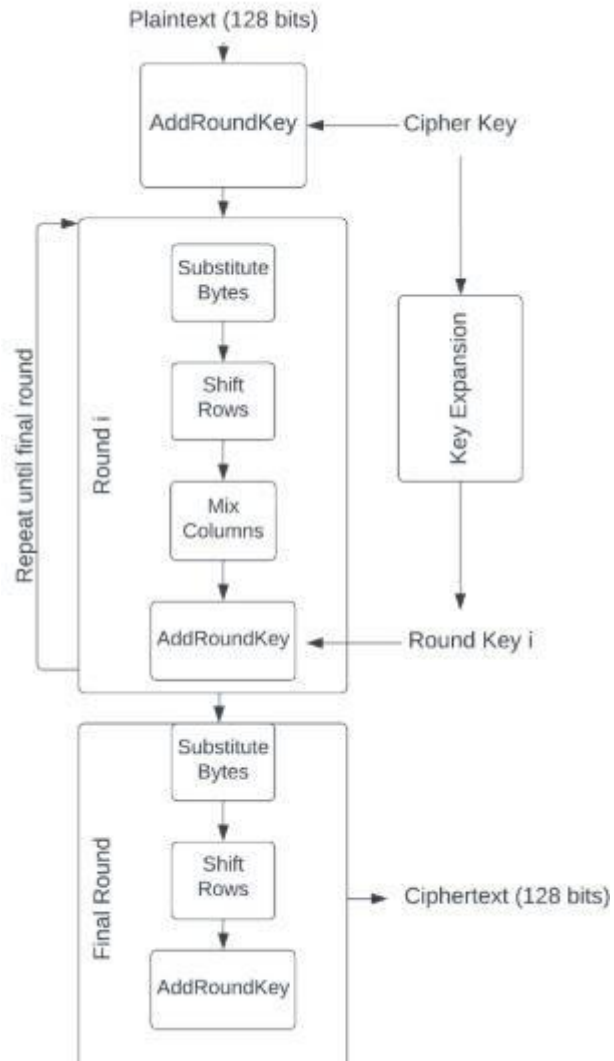 Plaintext (128 bits)
AddRoundKey
Cipher Key
Substitute
Bytes
Shift
Rows
Mix
Columns
AddRoundKey
Round i
Repeat until final round
Key Expansion
Round Key i
Substitute
Bytes
Shift
Rows
AddRoundKey
Final Round
Ciphertext (128 bits)